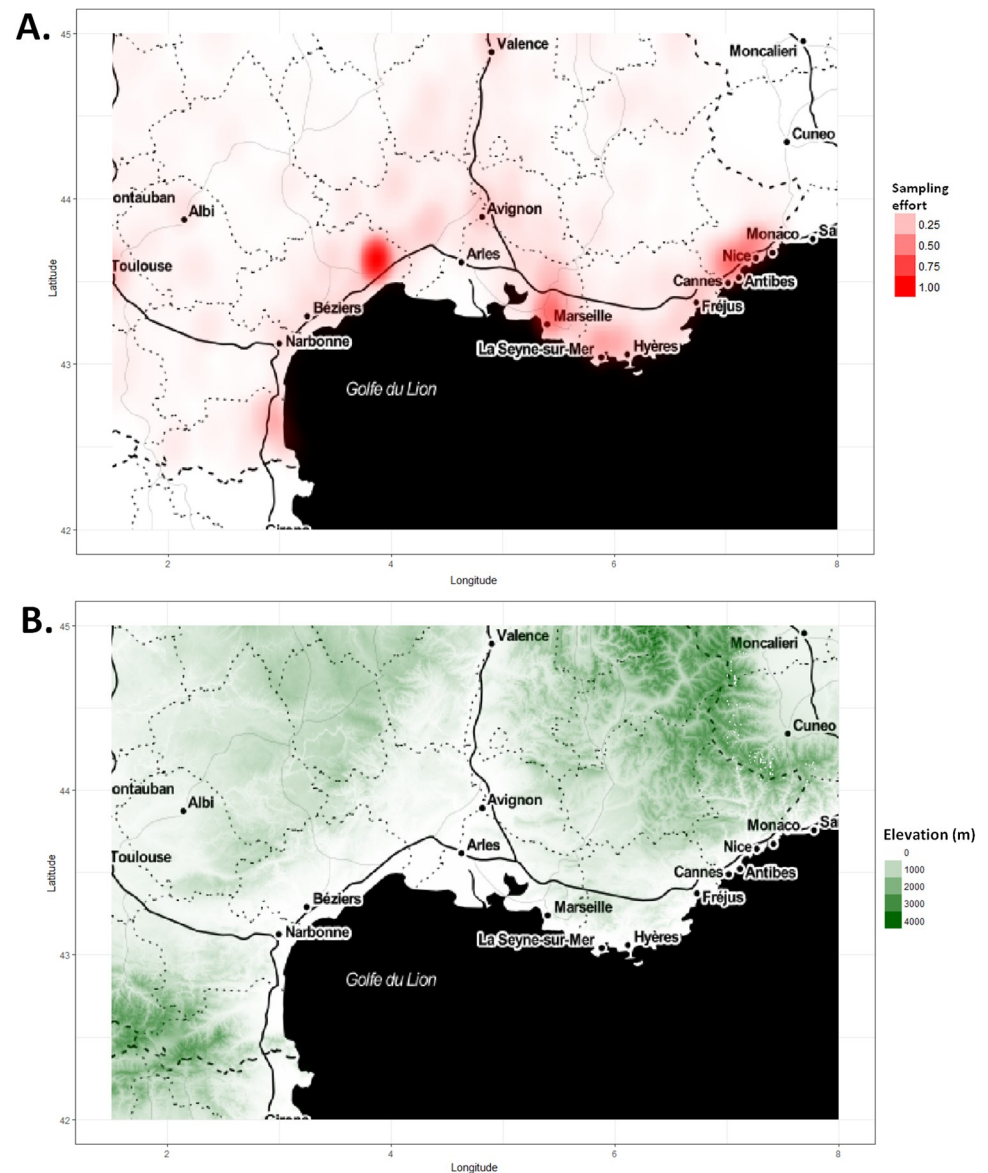 A.
45
Valence
Moncalieri
Cuneo
44
ontauban
Albi
Avignon
Sampling
effort
0.25
0.50
0.75
1.00
Latitude
Toulouse
Arles
Monaco
Sa
Nice
Cannes
Antibes
Fréjus
Béziers
Marseille
Narbonne
La Seyne-sur-Mer
Hyères
43
Golfe du Lion
42
2
4
6
8
Longitude
B.
45
Valence
Moncalieri
Cuneo
44
ontauban
Albi
Avignon
Latitude
Toulouse
Arles
Monaco
Sa
Nice
Cannes
Antibes
Fréjus
Elevation (m)
0
1000
2000
3000
4000
Béziers
Marseille
Narbonne
La Seyne-sur-Mer
Hyères
43
Golfe du Lion
42
2
4
6
8
Longitude